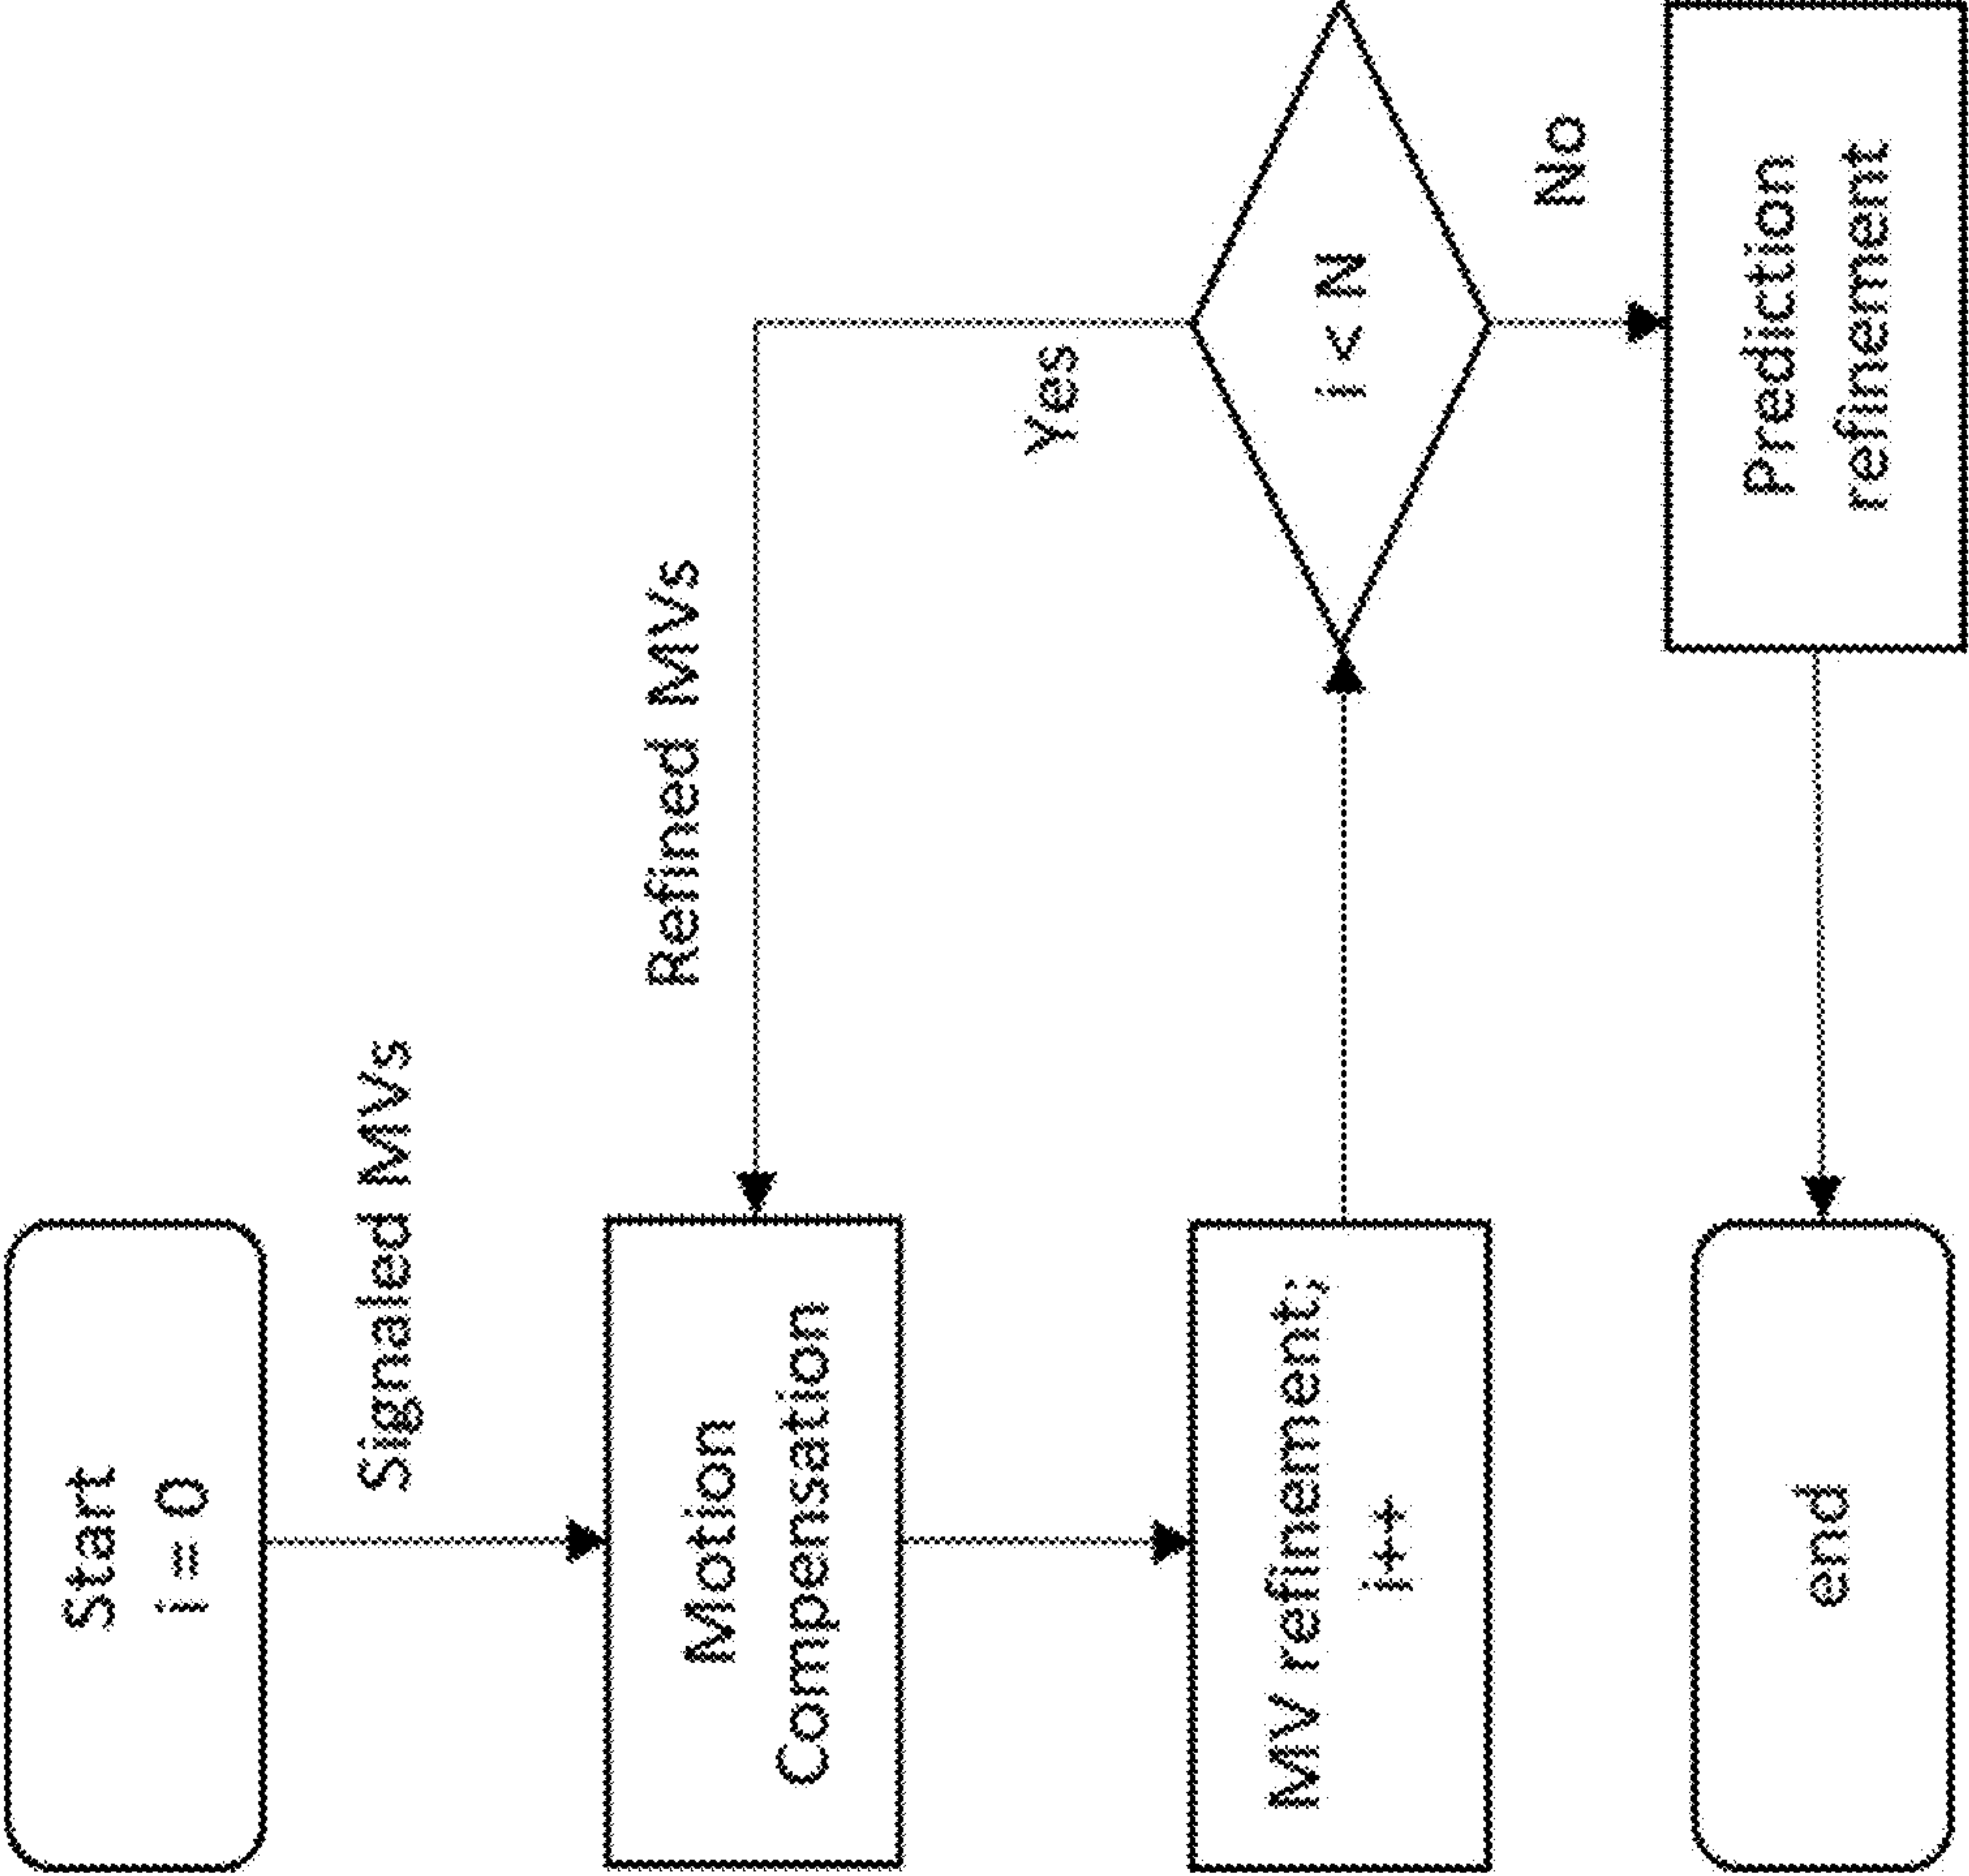 Start
i = 0
Signaled MVs
Motion
Compensation
Refined MVs
MV refinement;
i++
Yes
i < N
No
Prediction
refinement
end